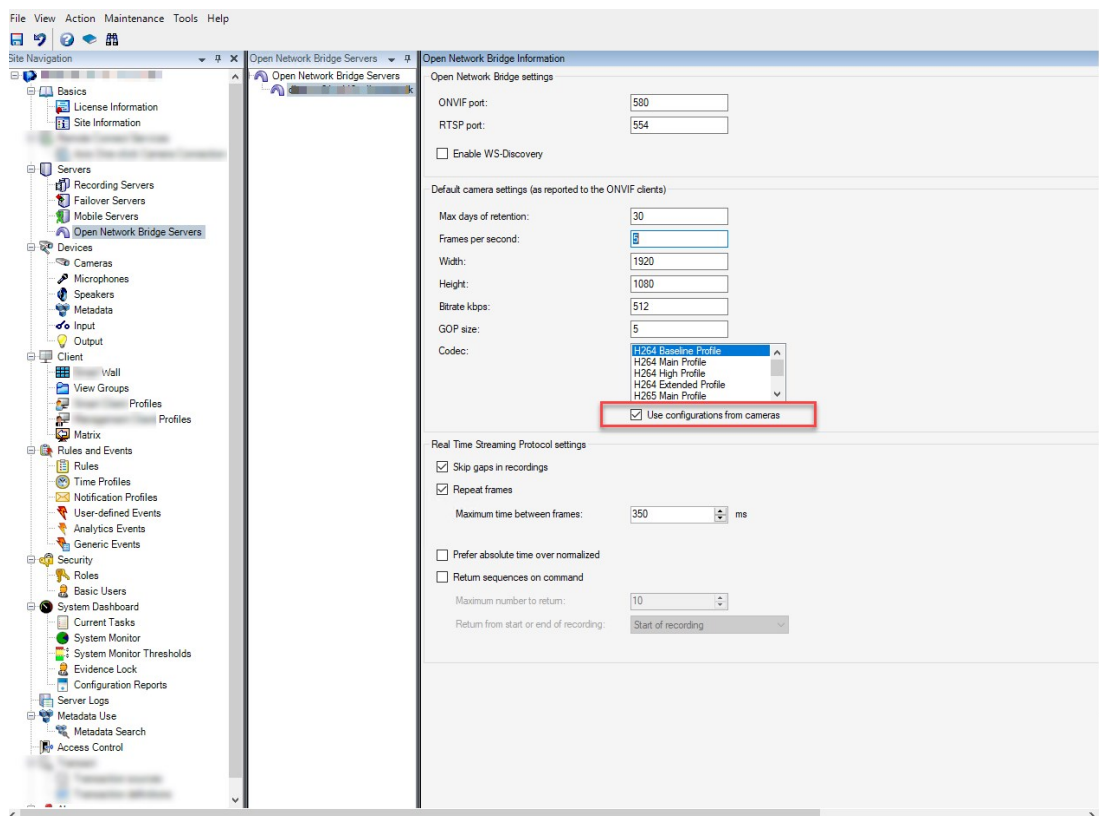 File View Action Maintenance Tools Help
Site Navigation
Basics
License Information
Site Information
Servers
Recording Servers
Failover Servers
Mobile Servers
Open Network Bridge Servers
Devices
Cameras
Microphones
Speakers
Metadata
Input
Output
Client
Wall
View Groups
Profiles
Profiles
Matrix
Rules and Events
Rules
Time Profiles
Notification Profiles
User-defined Events
Analytics Events
Generic Events
Security
Roles
Basic Users
System Dashboard
Current Tasks
System Monitor
System Monitor Thresholds
Evidence Lock
Configuration Reports
Server Logs
Metadata Use
Metadata Search
Access Control
Open Network Bridge Servers
Open Network Bridge Servers
Open Network Bridge Information
Open Network Bridge settings
ONVIF port: 580
RTSP port: 554
Enable WS-Discovery
Default camera settings (as reported to the ONVIF clients)
Max days of retention: 30
Frames per second: 5
Width: 1920
Height: 1080
Bitrate kbps: 512
GOP size: 5
Codec: H264 Baseline Profile
H264 Main Profile
H264 High Profile
H264 Extended Profile
H265 Main Profile
Use configurations from cameras
Real Time Streaming Protocol settings
Skip gaps in recordings
Repeat frames
Maximum time between frames: 350 ms
Prefer absolute time over normalized
Return sequences on command
Maximum number to return: 10
Return from start or end of recording: Start of recording